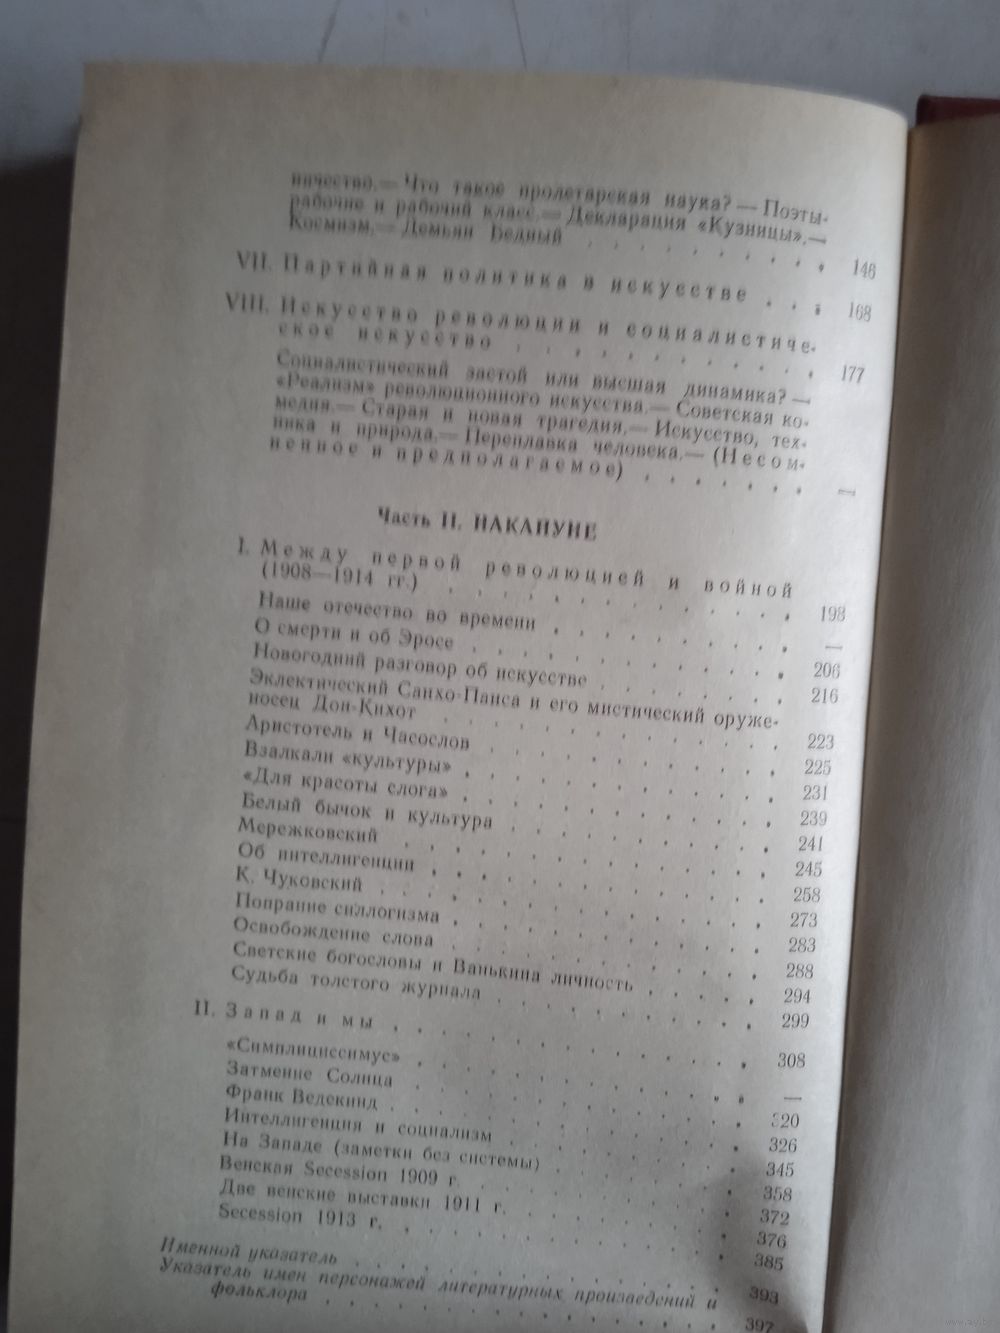 ничество.— Что такое пролетарская наука? — Поэты-
рабочие и рабочий класс.— Декларация «Кузницы».—
Космизм.— Демьян Бедный . . . . . . . . . 146
VII. Партийная политика в искусстве . . . 168
VIII. Искусство революции и социалистиче-
ское искусство . . . . . . . . . . 177
Социалистический застой или высшая динамика? —
«Реализм» революционного искусства.— Советская ко-
медия.— Старая и новая трагедия.— Искусство, тех-
ника и природа.— Переплавка человека.— (Несом-
ненное и предполагаемое) . . . . . . . —
Часть II. НАКАНУНЕ
I. Между первой революцией и войной
(1908—1914 гг.) . . . . . . . . . . . . . 198
Наше отечество во времени . . . . . . . . . —
О смерти и об Эросе . . . . . . . . . . . . 206
Новогодний разговор об искусстве . . . . . . . 216
Эклектический Санхо-Панса и его мистический оруже-
носец Дон-Кихот . . . . . . . . . . . . . 223
Аристотель и Часослов . . . . . . . . . . . 225
Взалкали «культуры» . . . . . . . . . . . . 231
«Для красоты слога» . . . . . . . . . . . . 239
Белый бычок и культура . . . . . . . . . . . 241
Мережковский . . . . . . . . . . . . . . 245
Об интеллигенции . . . . . . . . . . . . . 258
К. Чуковский . . . . . . . . . . . . . . 273
Попрание силлогизма . . . . . . . . . . . . 283
Освобождение слова . . . . . . . . . . . . 288
Светские богословы и Ванькина личность . . . . . 294
Судьба толстого журнала . . . . . . . . . . . 299
II. Запад и мы . . . . . . . . . . . . . . 308
«Симплициссимус» . . . . . . . . . . . . . —
Затмение Солнца . . . . . . . . . . . . . 320
Франк Ведекинд . . . . . . . . . . . . . . 326
Интеллигенция и социализм . . . . . . . . . . 345
На Западе (заметки без системы) . . . . . . . . 358
Венская Secession 1909 г. . . . . . . . . . . . 372
Две венские выставки 1911 г. . . . . . . . . . . 376
Secession 1913 г. . . . . . . . . . . . . . . 385
Именной указатель . . . . . . . . . . . . . . 393
Указатель имен персонажей литературных произведений и
фольклора . . . . . . . . . . . . . . . . 397